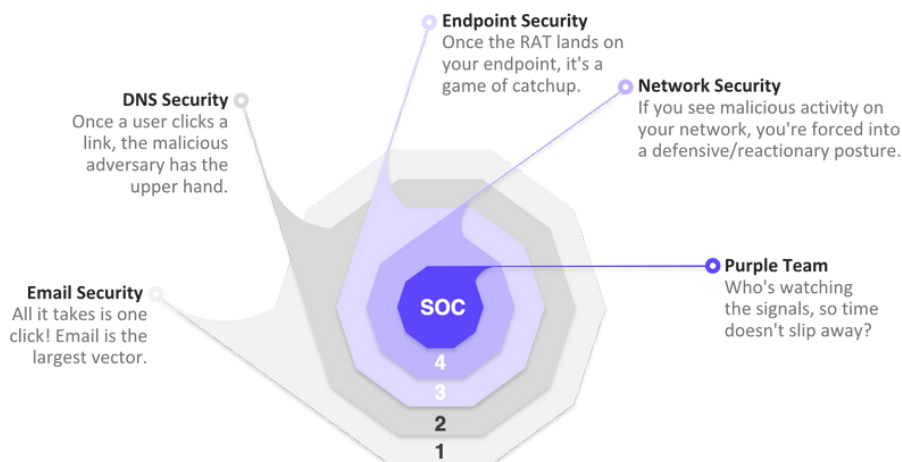 Endpoint Security
Once the RAT lands on
your endpoint, it's a
game of catchup.
Network Security
If you see malicious activity on
your network, you're forced into
a defensive/reactionary posture.
DNS Security
Once a user clicks a
link, the malicious
adversary has the
upper hand.
Purple Team
Who's watching
the signals, so time
doesn't slip away?
Email Security
All it takes is one
click! Email is the
largest vector.
SOC
4
3
2
1